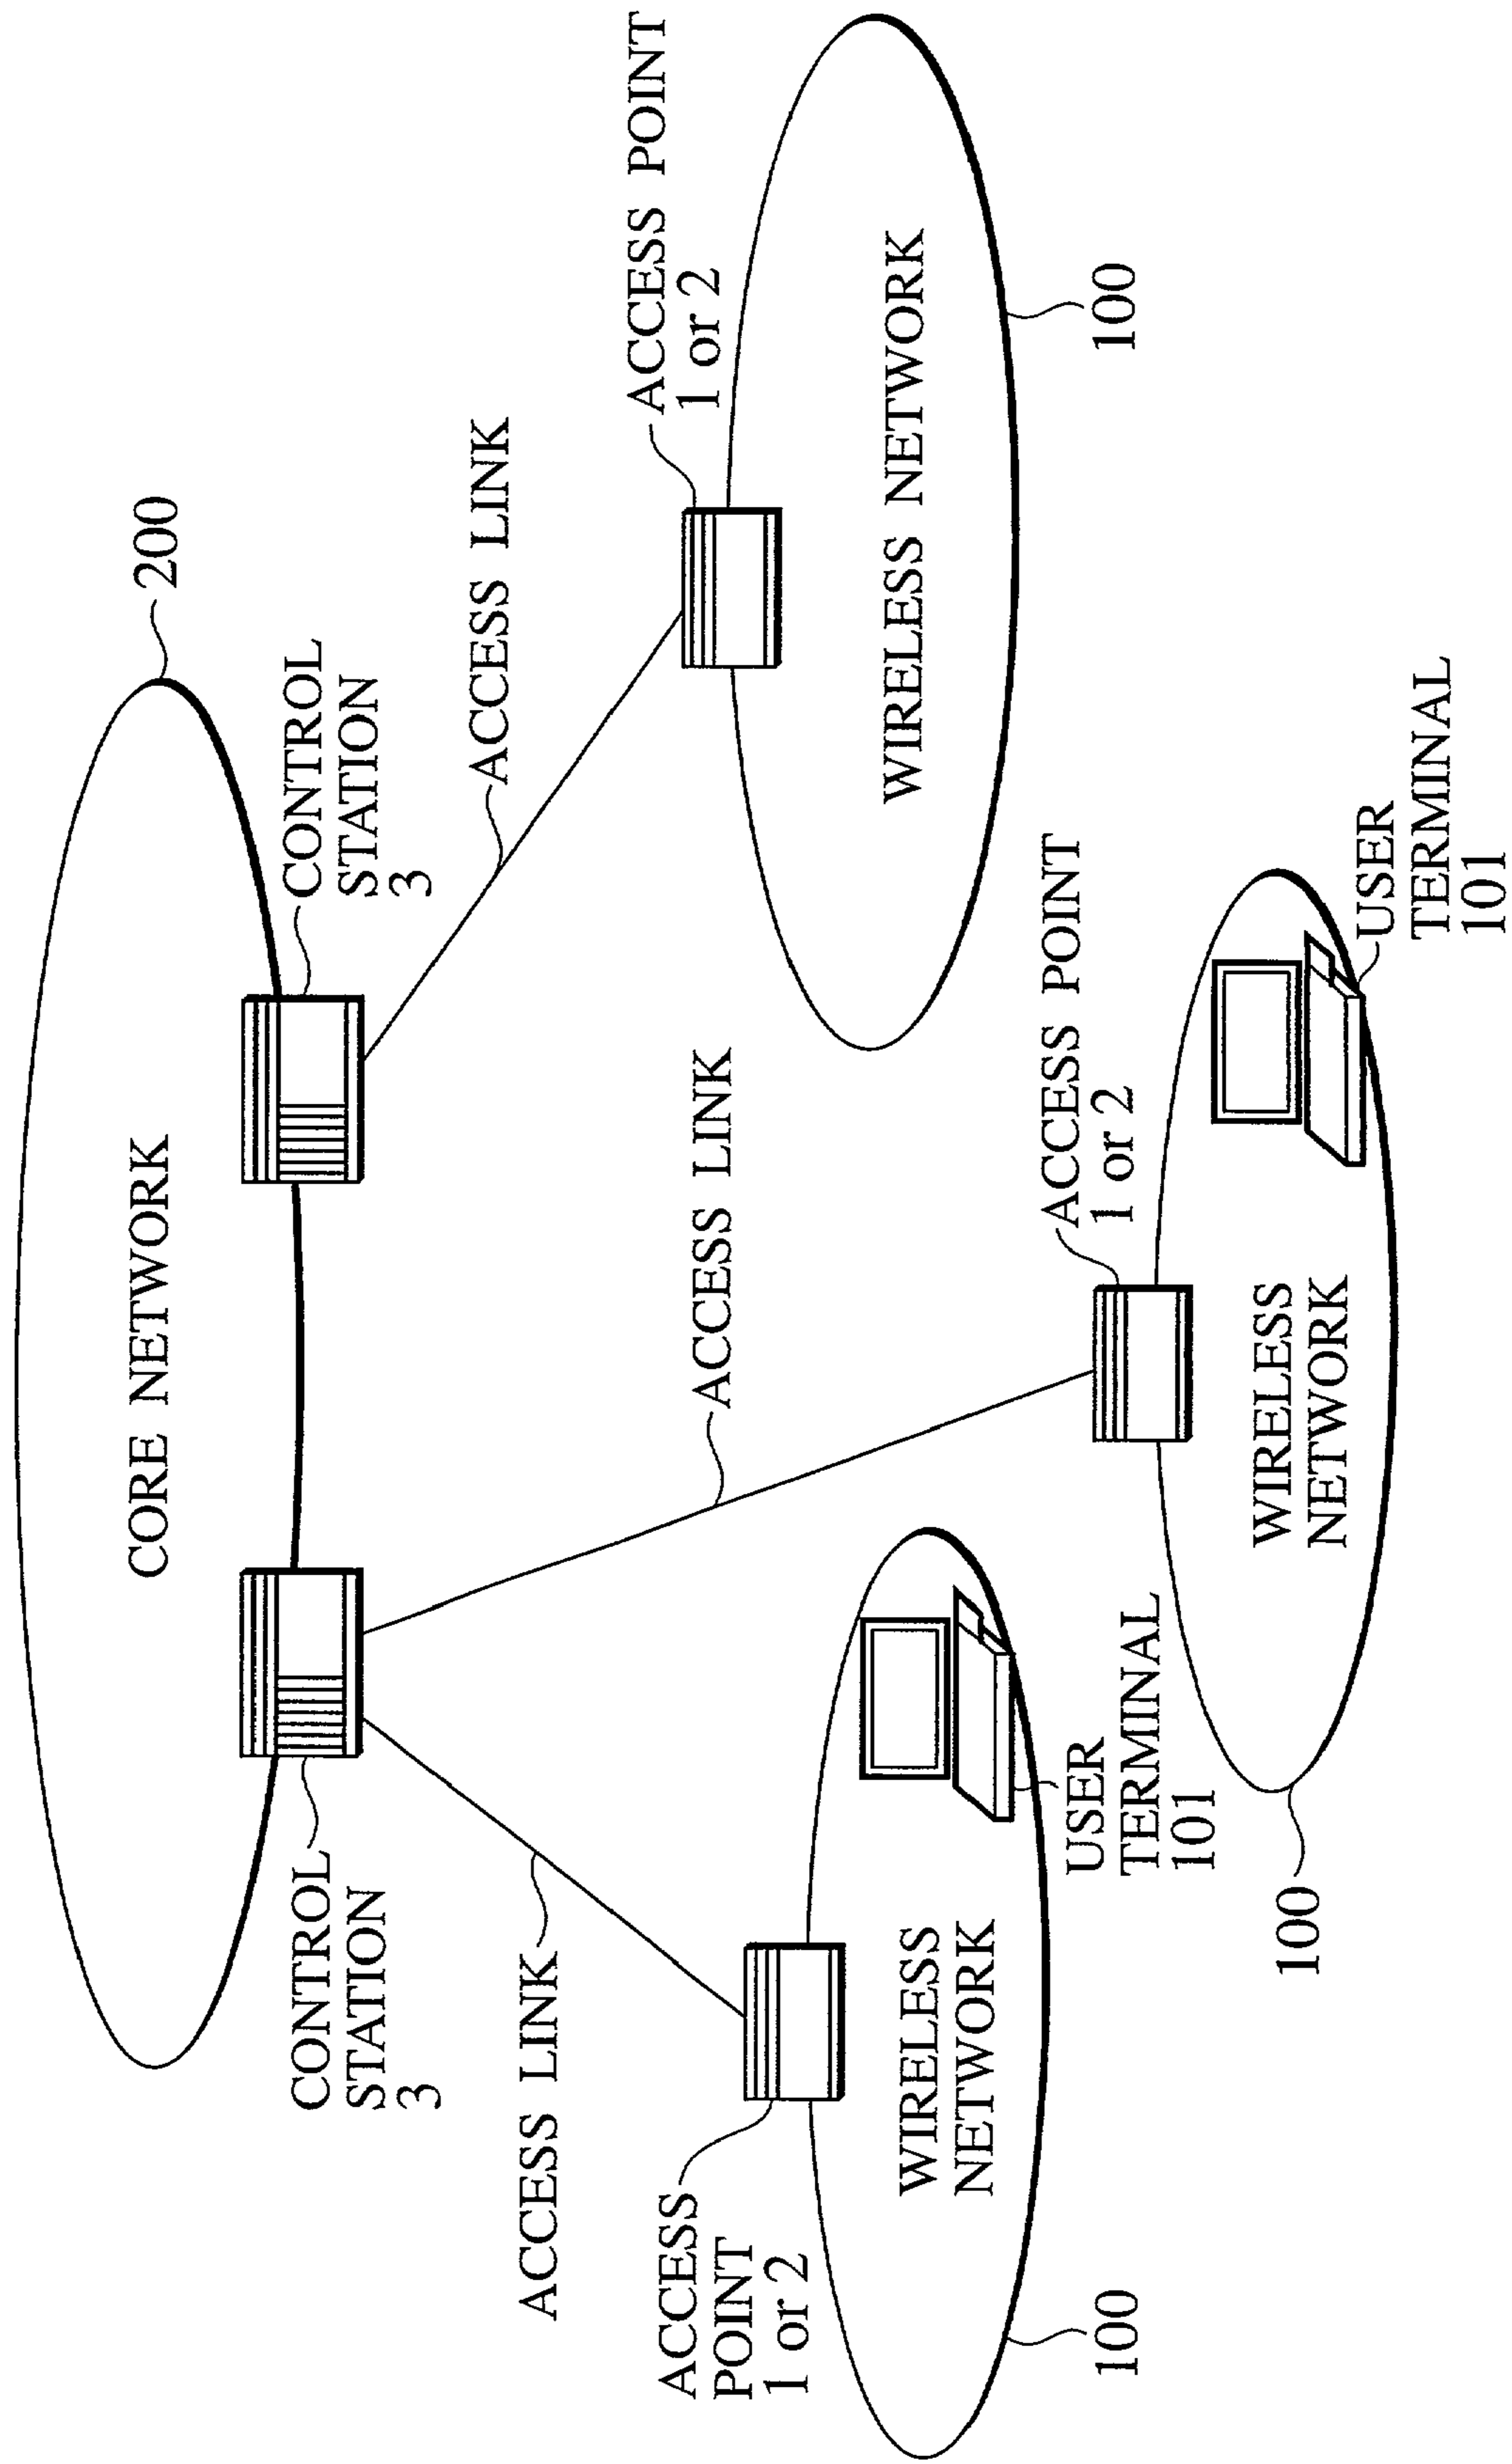 200
CORE NETWORK
CONTROL
STATION
3
CONTROL
STATION
3
ACCESS LINK
ACCESS LINK
ACCESS LINK
ACCESS
POINT
1 or 2
ACCESS POINT
1 or 2
ACCESS POINT
1 or 2
WIRELESS
NETWORK
WIRELESS NETWORK
USER
TERMINAL
101
100
100
WIRELESS
NETWORK
USER
TERMINAL
101
100